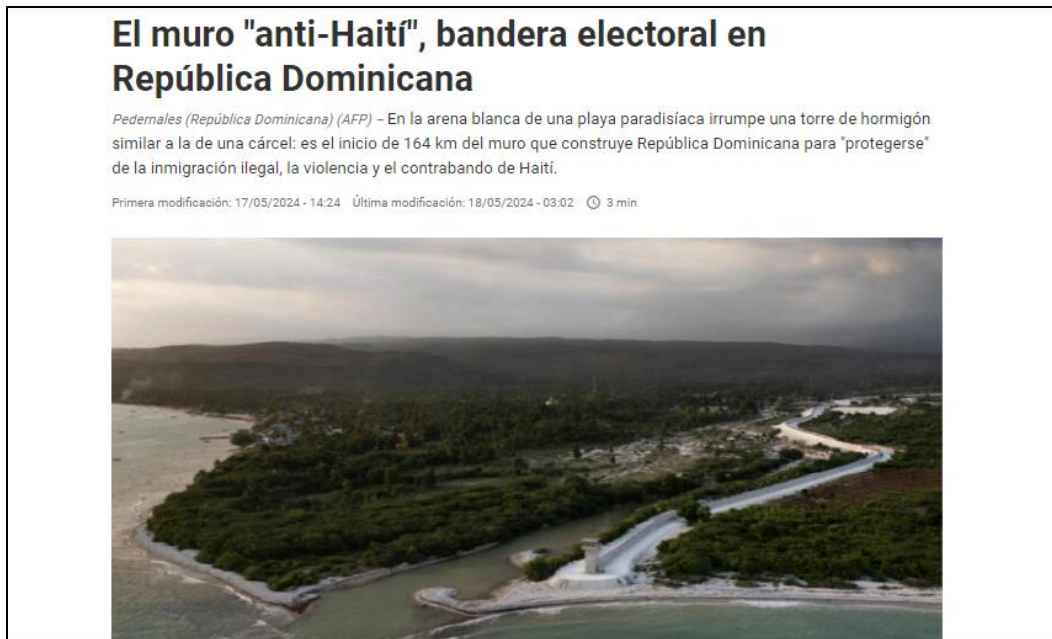 El muro "anti-Haití", bandera electoral en
República Dominicana
Pedernales (República Dominicana) (AFP) – En la arena blanca de una playa paradisíaca irrumpe una torre de hormigón
similar a la de una cárcel: es el inicio de 164 km del muro que construye República Dominicana para "protegerse"
de la inmigración ilegal, la violencia y el contrabando de Haití.
Primera modificación: 17/05/2024 - 14:24 Última modificación: 18/05/2024 - 03:02 3 min